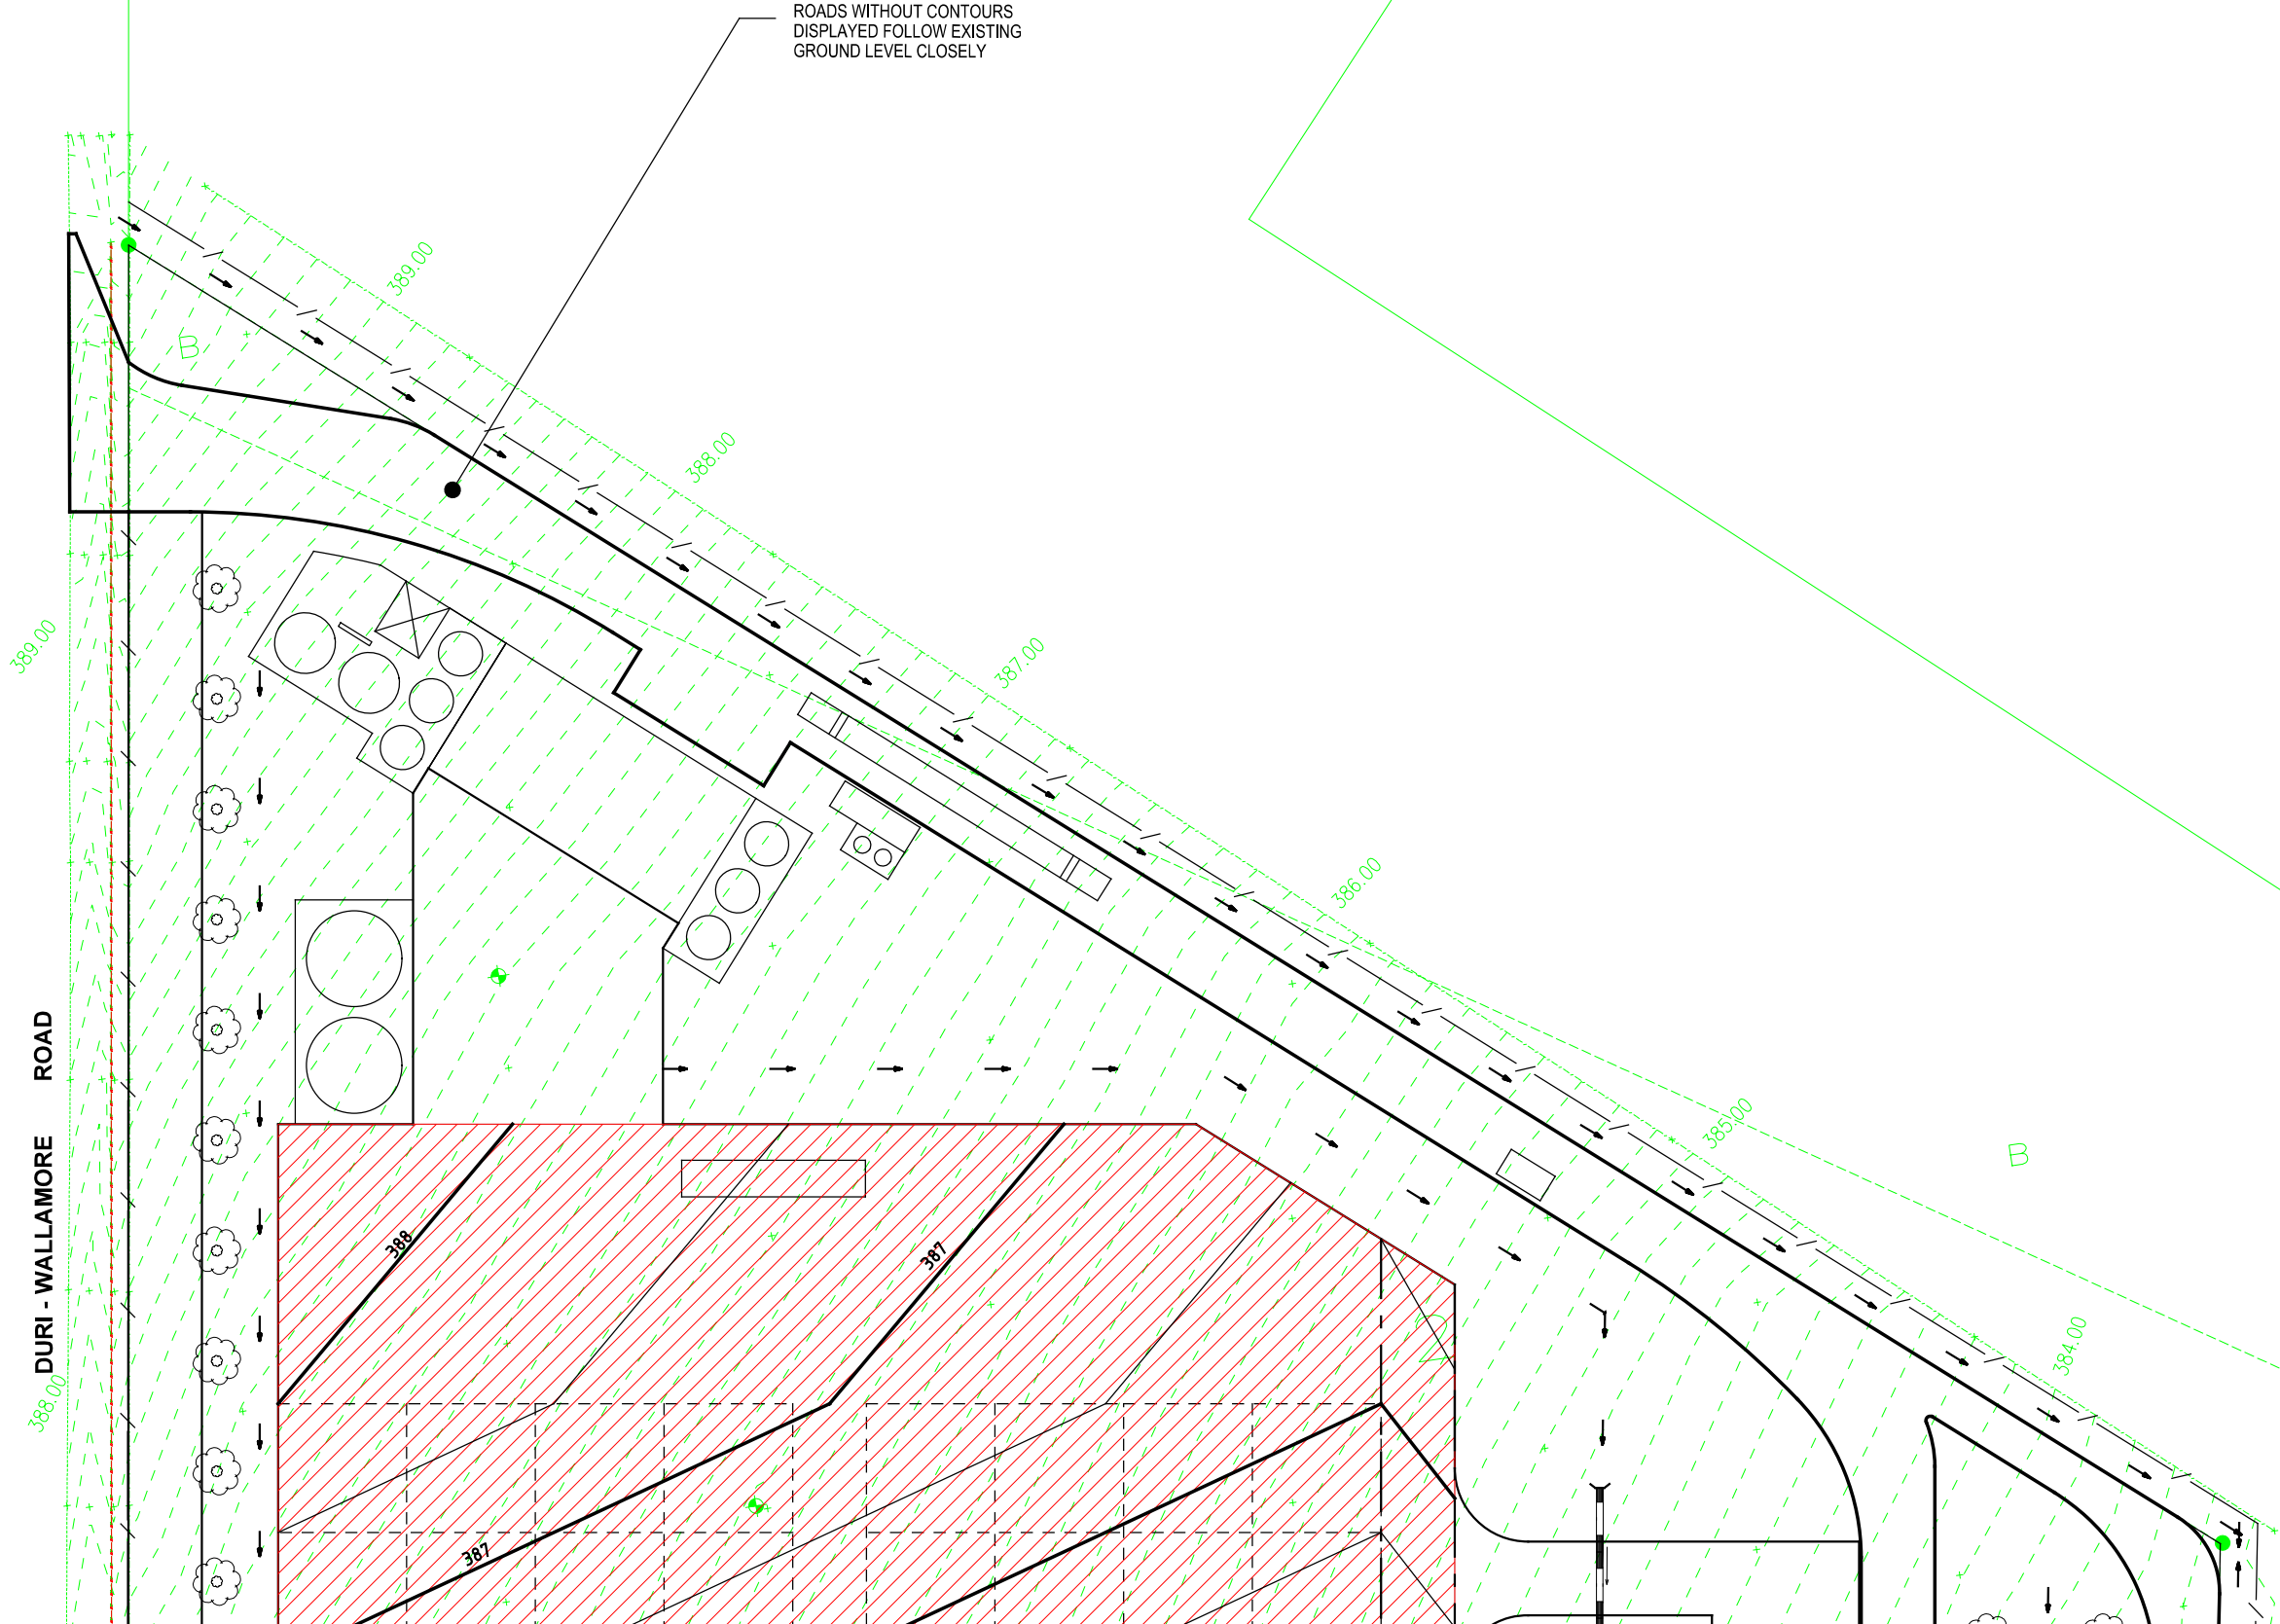 ROADS WITHOUT CONTOURS
DISPLAYED FOLLOW EXISTING
GROUND LEVEL CLOSELY
389.00
B
388.00
389.00
387.00
386.00
DURI - WALLAMORE ROAD
385.00
B
388
387
384.00
388.00
387